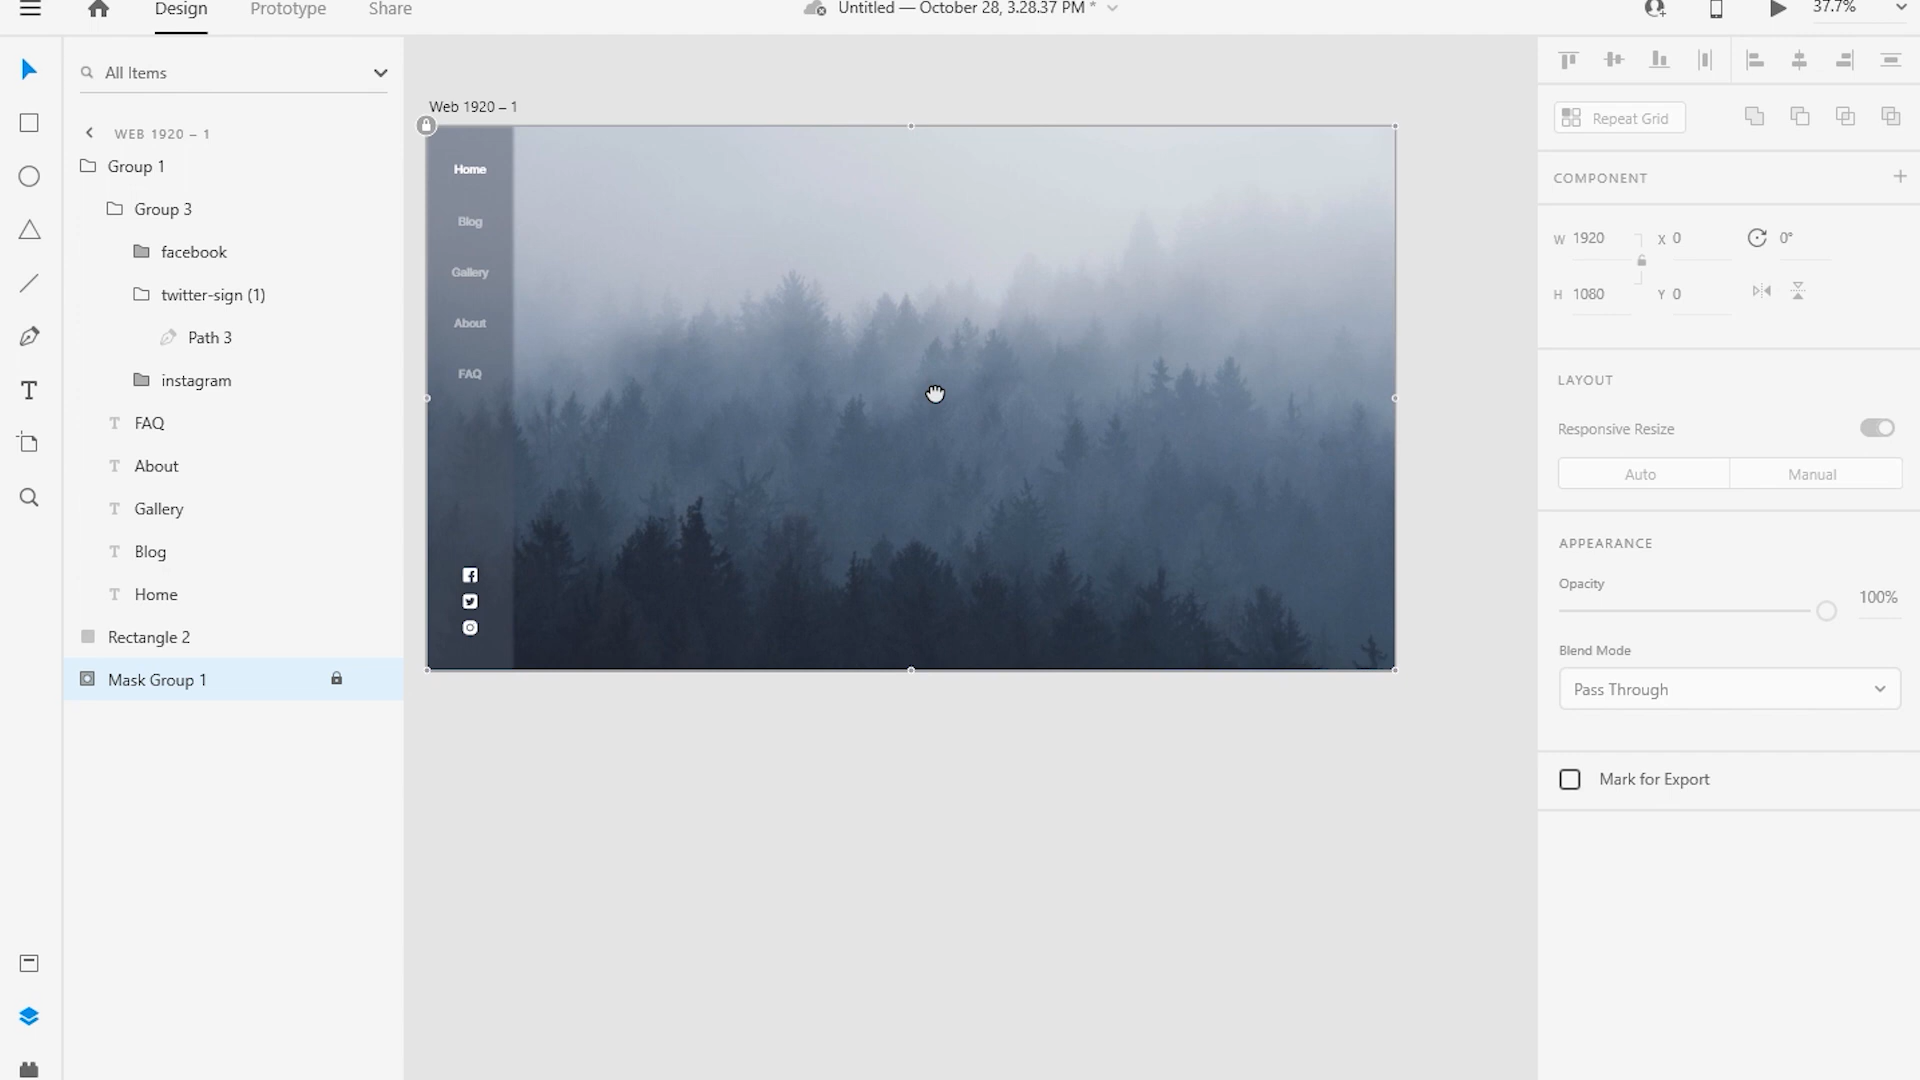 Design
Prototype
Share
Untitled — October 28, 3.28.37 PM *
37.7%
All Items
WEB 1920 – 1
Group 1
Group 3
facebook
twitter-sign (1)
Path 3
instagram
T FAQ
T About
T Gallery
T Blog
T Home
Rectangle 2
Mask Group 1
T
Web 1920 – 1
Home
Blog
Gallery
About
FAQ
Repeat Grid
COMPONENT
W 1920
X 0
0°
H 1080
Y 0
LAYOUT
Responsive Resize
Auto
Manual
APPEARANCE
Opacity
100%
Blend Mode
Pass Through
Mark for Export